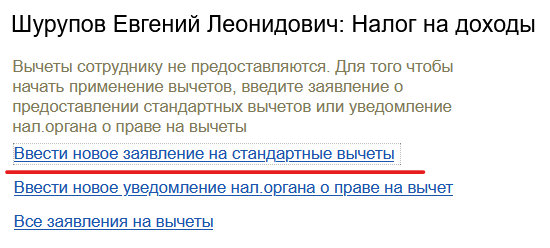 Шурупов Евгений Леонидович: Налог на доходы
Вычеты сотруднику не предоставляются. Для того чтобы
начать применение вычетов, введите заявление о
предоставлении стандартных вычетов или уведомление
нал.органа о праве на вычеты
Ввести новое заявление на стандартные вычеты
Ввести новое уведомление нал.органа о праве на вычет
Все заявления на вычеты